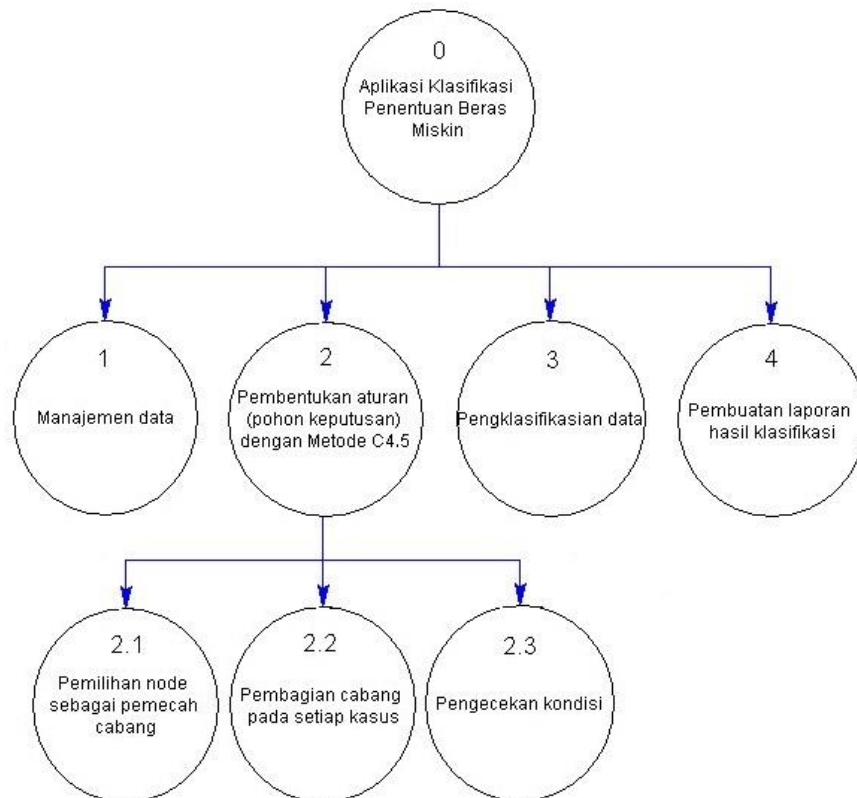 0
Aplikasi Klasifikasi
Penentuan Beras
Miskin
1
Manajemen data
2
Pembentukan aturan
(pohon keputusan)
dengan Metode C4.5
3
Pengklasifikasian data
4
Pembuatan laporan
hasil klasifikasi
2.1
Pemilihan node
sebagai pemecah
cabang
2.2
Pembagian cabang
pada setiap kasus
2.3
Pengecekan kondisi